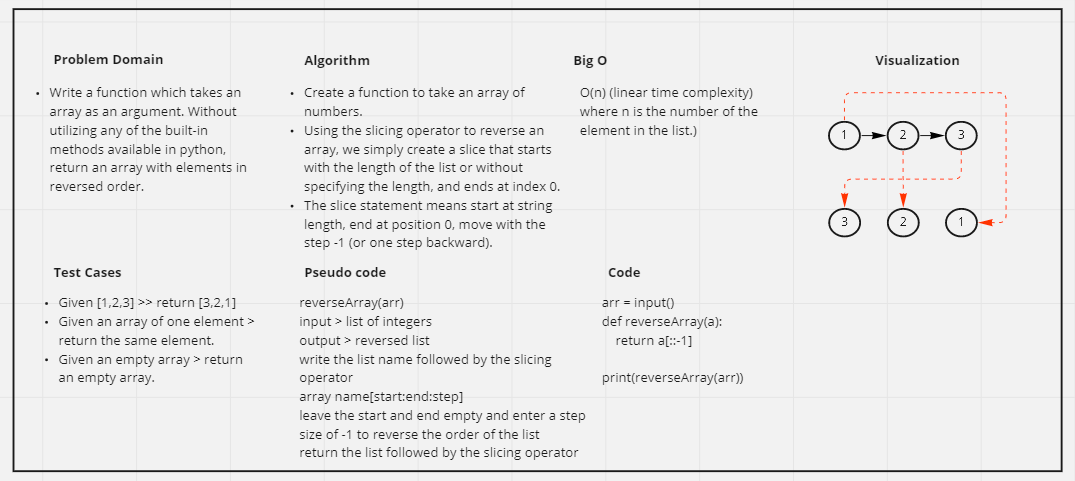 Problem Domain
• Write a function which takes an
array as an argument. Without
utilizing any of the built-in
methods available in python,
return an array with elements in
reversed order.
Algorithm
• Create a function to take an array of
numbers.
• Using the slicing operator to reverse an
array, we simply create a slice that starts
with the length of the list or without
specifying the length, and ends at index 0.
• The slice statement means start at string
length, end at position 0, move with the
step -1 (or one step backward).
Big O
O(n) (linear time complexity)
where n is the number of the
element in the list.)
Visualization
1 2 3
3 2 1
Test Cases
• Given [1,2,3] >> return [3,2,1]
• Given an array of one element >
return the same element.
• Given an empty array > return
an empty array.
Pseudo code
reverseArray(arr)
input > list of integers
output > reversed list
write the list name followed by the slicing
operator
array name[start:end:step]
leave the start and end empty and enter a step
size of -1 to reverse the order of the list
return the list followed by the slicing operator
Code
arr = input()
def reverseArray(a):
return a[::-1]
print(reverseArray(arr))